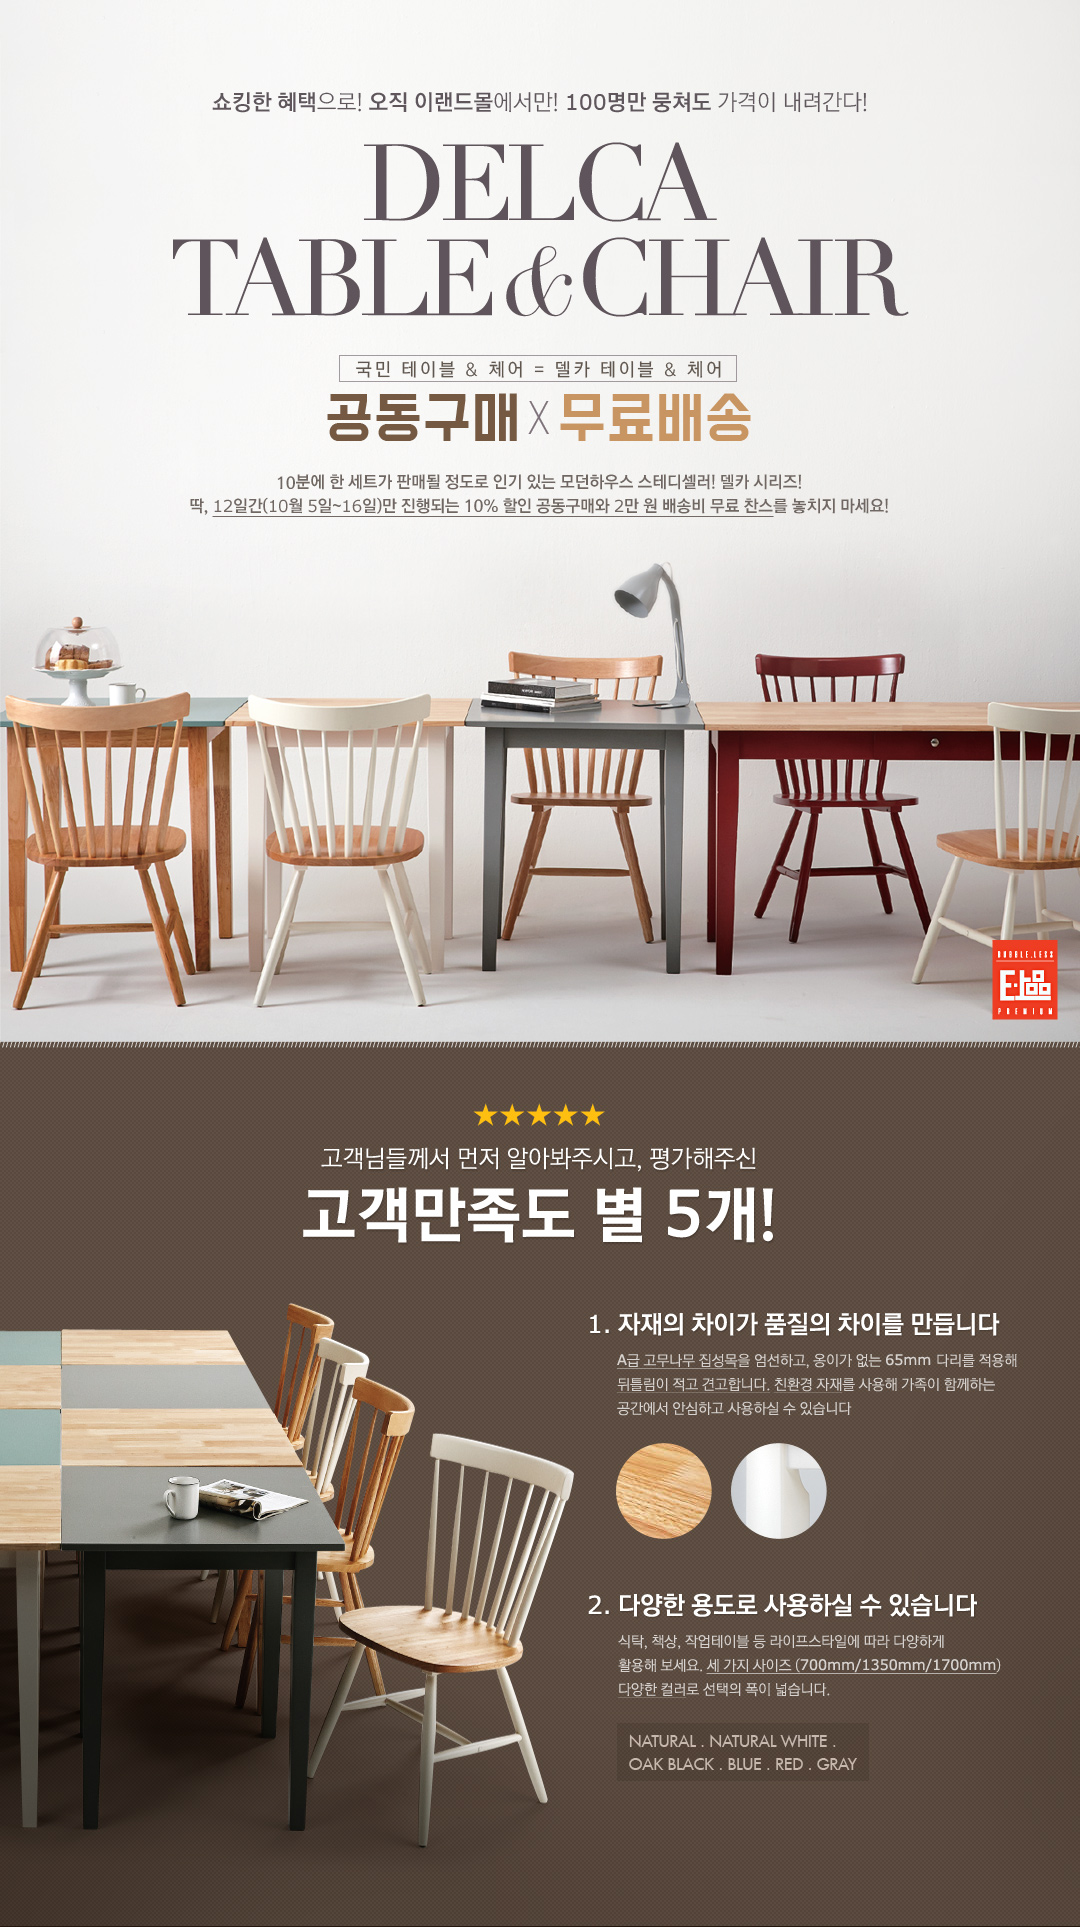 쇼킹한 혜택으로! 오직 이랜드몰에서만! 100명만 뭉쳐도 가격이 내려간다!
DELCA
TABLE & CHAIR
국민 테이블 & 체어 = 델카 테이블 & 체어
공동구매 X 무료배송
10분에 한 세트가 판매될 정도로 인기 있는 모던하우스 스테디셀러! 델카 시리즈!
딱, 12일간(10월 5일~16일)만 진행되는 10% 할인 공동구매와 2만 원 배송비 무료 찬스를 놓치지 마세요!
BUBBLE.LESS
E·상품
PREMIUM
★★★★★
고객님들께서 먼저 알아봐주시고, 평가해주신
고객만족도 별 5개!
1. 자재의 차이가 품질의 차이를 만듭니다
A급 고무나무 집성목을 엄선하고, 옹이가 없는 65mm 다리를 적용해
뒤틀림이 적고 견고합니다. 친환경 자재를 사용해 가족이 함께하는
공간에서 안심하고 사용하실 수 있습니다
2. 다양한 용도로 사용하실 수 있습니다
식탁, 책상, 작업테이블 등 라이프스타일에 따라 다양하게
활용해 보세요. 세 가지 사이즈 (700mm/1350mm/1700mm)
다양한 컬러로 선택의 폭이 넓습니다.
NATURAL . NATURAL WHITE .
OAK BLACK . BLUE . RED . GRAY